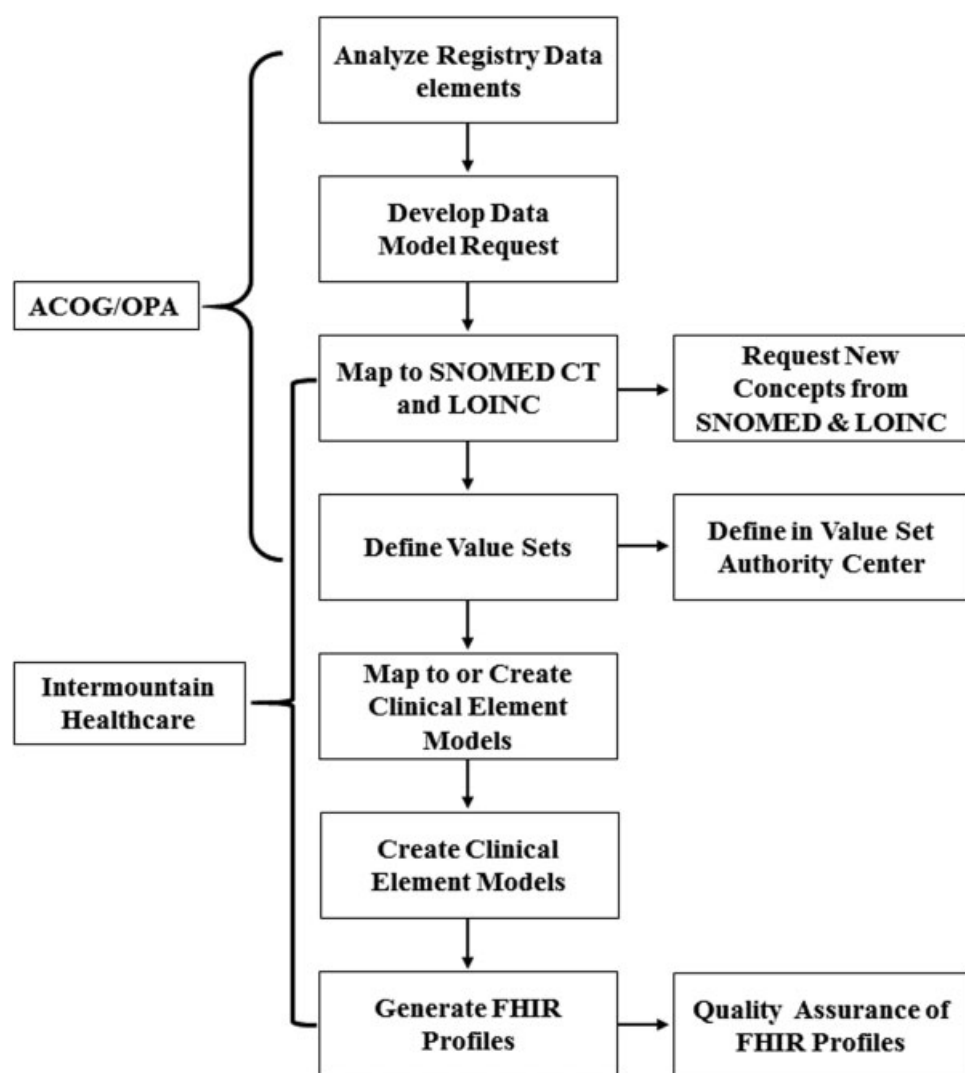 Analyze Registry Data
elements
Develop Data
Model Request
ACOG/OPA
Map to SNOMED CT
and LOINC
Request New
Concepts from
SNOMED & LOINC
Define Value Sets
Define in Value Set
Authority Center
Intermountain
Healthcare
Map to or Create
Clinical Element
Models
Create Clinical
Element Models
Generate FHIR
Profiles
Quality Assurance of
FHIR Profiles